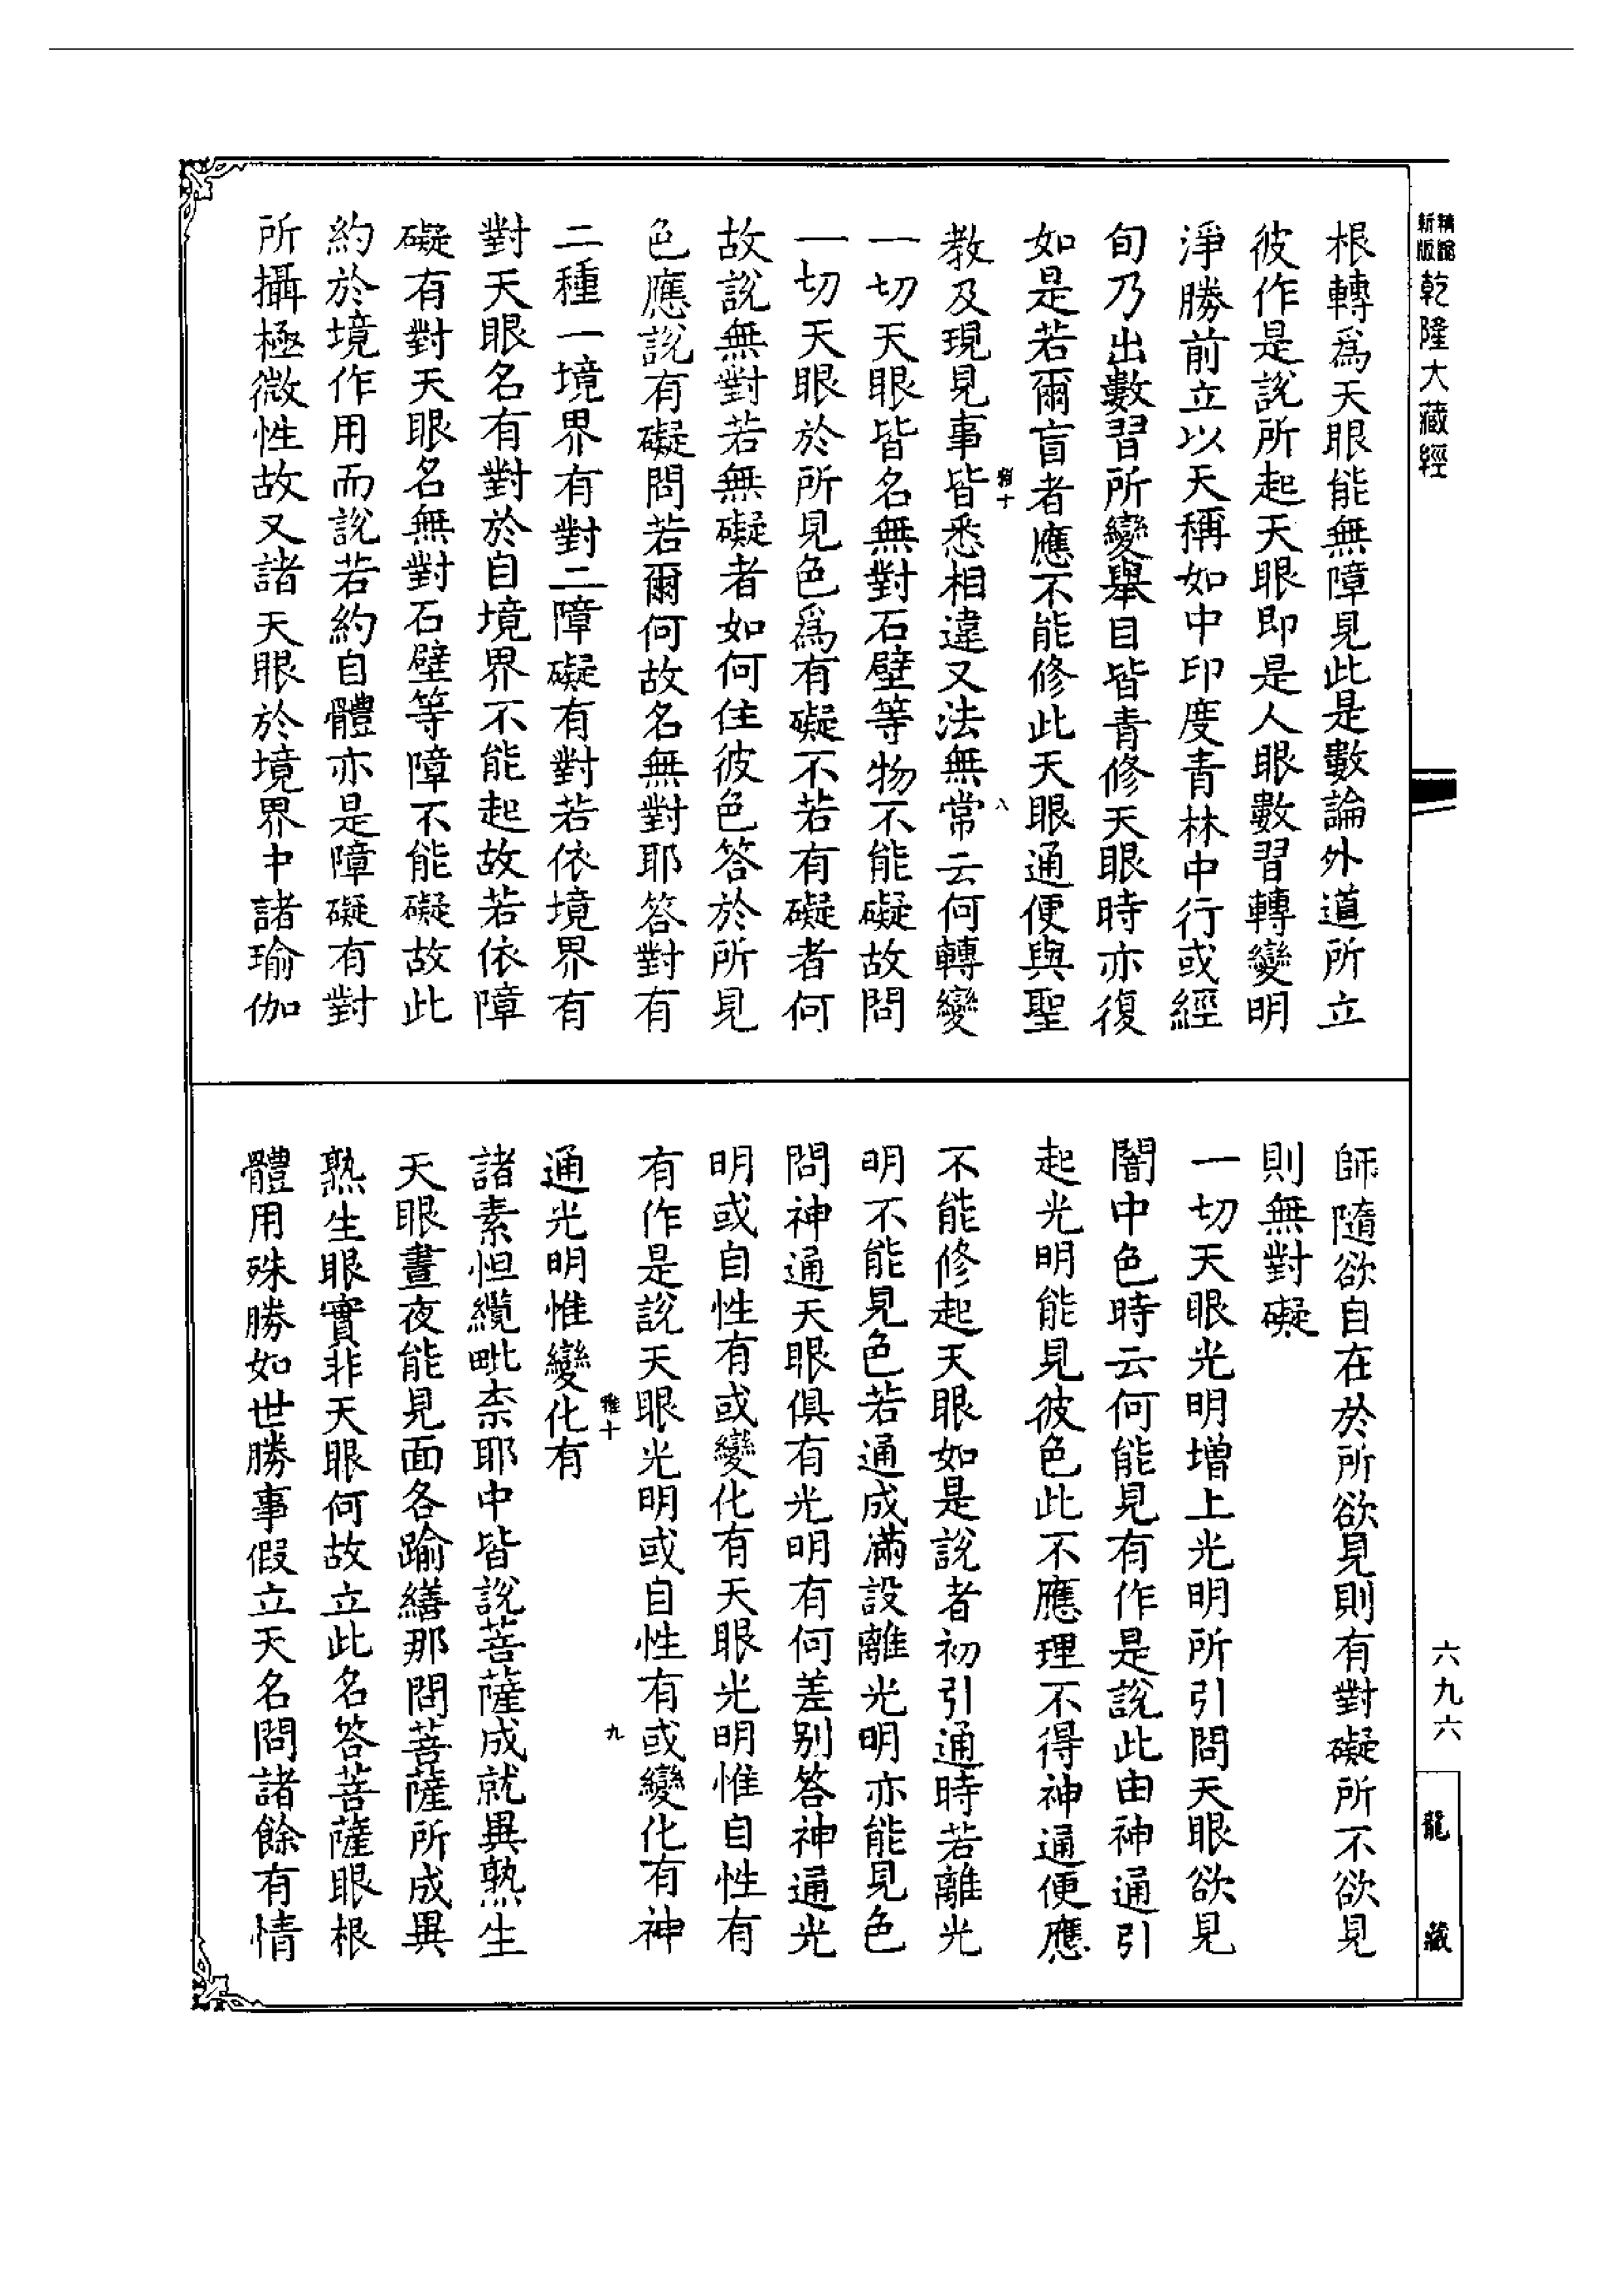 精縮
新版
乾隆大藏經
根轉爲天眼能無障見此是數論外道所立
彼作是說所起天眼即是人眼數習轉變明
淨勝前立以天稱如中印度青林中行或經
旬乃出數習所變舉目皆青修天眼時亦復
如是若爾盲者應不能修此天眼通便與聖
教及現見事皆悉相違又法無常云何轉變
一切天眼皆名無對石壁等物不能礙故問
一切天眼於所見色爲有礙不若有礙者何
故說無對若無礙者如何住彼色答於所見
色應說有礙問若爾何故名無對耶答對有
二種一境界有對二障礙有對若依境界有
對天眼名有對於自境界不能起故若依障
礙有對天眼名無對石壁等障不能礙故此
約於境作用而說若約自體亦是障礙有對
所攝極微性故又諸天眼於境界中諸瑜伽
八
師隨欲自在於所欲見則有對礙所不欲見
則無對礙
一切天眼光明增上光明所引問天眼欲見
闇中色時云何能見有作是說此由神通引
起光明能見彼色此不應理不得神通便應
不能修起天眼如是說者初引通時若離光
明不能見色若通成滿設離光明亦能見色
問神通天眼俱有光明有何差別答神通光
明或自性有或變化有天眼光明惟自性有
有作是說天眼光明或自性有或變化有神
通光明惟變化有
雅十
九
諸素怛纜毗柰耶中皆說菩薩成就異熟生
天眼晝夜能見面各踰繕那問菩薩所成異
熟生眼實非天眼何故立此名答菩薩眼根
體用殊勝如世勝事假立天名問諸餘有情
六九六
龍藏